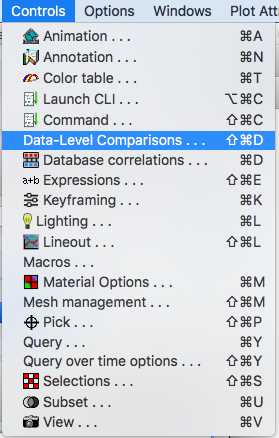 Controls Options Windows Plot Att
Animation . . . ⌘A
Annotation . . . ⌘N
Color table . . . ⌘T
Launch CLI . . . ⌥⌘C
Command . . . ⇧⌘C
Data-Level Comparisons . . . ⇧⌘D
Database correlations . . . ⌘D
a+b Expressions . . . ⇧⌘E
Keyframing . . . ⌘K
Lighting . . . ⌘L
Lineout . . . ⇧⌘L
Macros . . .
Material Options . . . ⌘M
Mesh management . . . ⇧⌘M
Pick . . . ⇧⌘P
Query . . . ⌘Y
Query over time options . . . ⇧⌘Y
Selections . . . ⇧⌘S
Subset . . . ⌘U
View . . . ⌘V